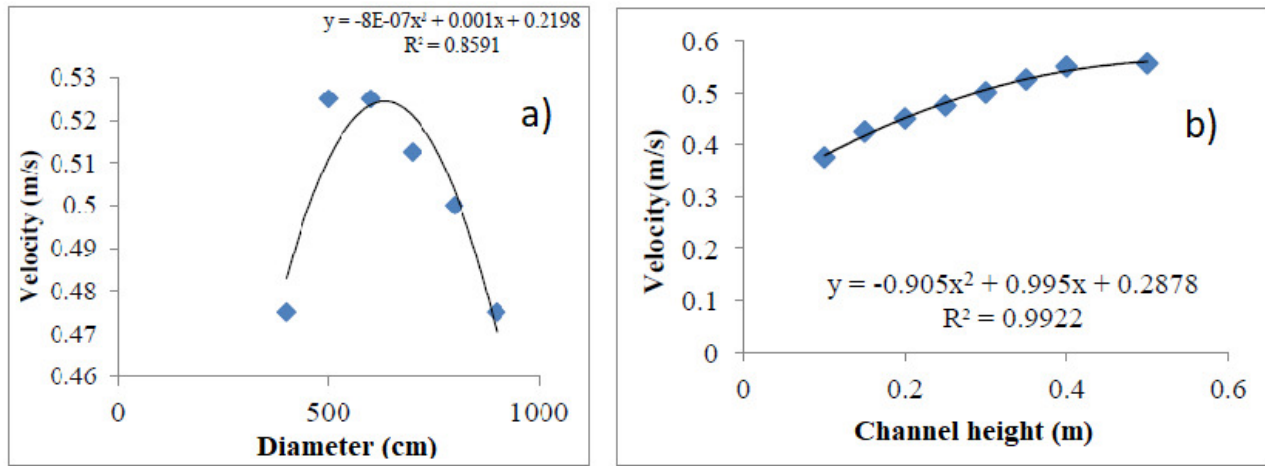 y = -8E-07x² + 0.001x + 0.2198
R² = 0.8591
a)
0.53
0.52
0.51
0.5
0.49
0.48
0.47
0.46
Velocity (m/s)
0
500
1000
Diameter (cm)
b)
0.6
0.5
0.4
0.3
0.2
0.1
0
Velocity (m/s)
y = -0.905x² + 0.995x + 0.2878
R² = 0.9922
0
0.2
0.4
0.6
Channel height (m)